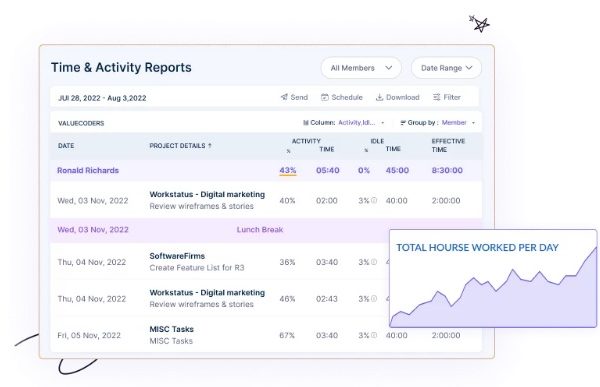 Time & Activity Reports
All Members
Date Range
JUl 28, 2022 - Aug 3,2022
Send
Schedule
Download
Filter
VALUECODERS
Column: Activity,Idl...
Group by : Member
DATE PROJECT DETAILS ACTIVITY % TIME IDLE % TIME EFFECTIVE TIME
Ronald Richards 43% 05:40 0% 45:00 8:30:00
Wed, 03 Nov, 2022 Workstatus - Digital marketing 40% 02:00 3% 40:00 2:00:00
Review wireframes & stories
Wed, 03 Nov, 2022 Lunch Break
TOTAL HOURSE WORKED PER DAY
Thu, 04 Nov, 2022 SoftwareFirms 36% 03:40 3%
Create Feature List for R3
Thu, 04 Nov, 2022 Workstatus - Digital marketing 46% 02:43 3%
Review wireframes & stories
Fri, 05 Nov, 2022 MISC Tasks 67% 03:40 3% 40:00 2:00:00
MISC Tasks